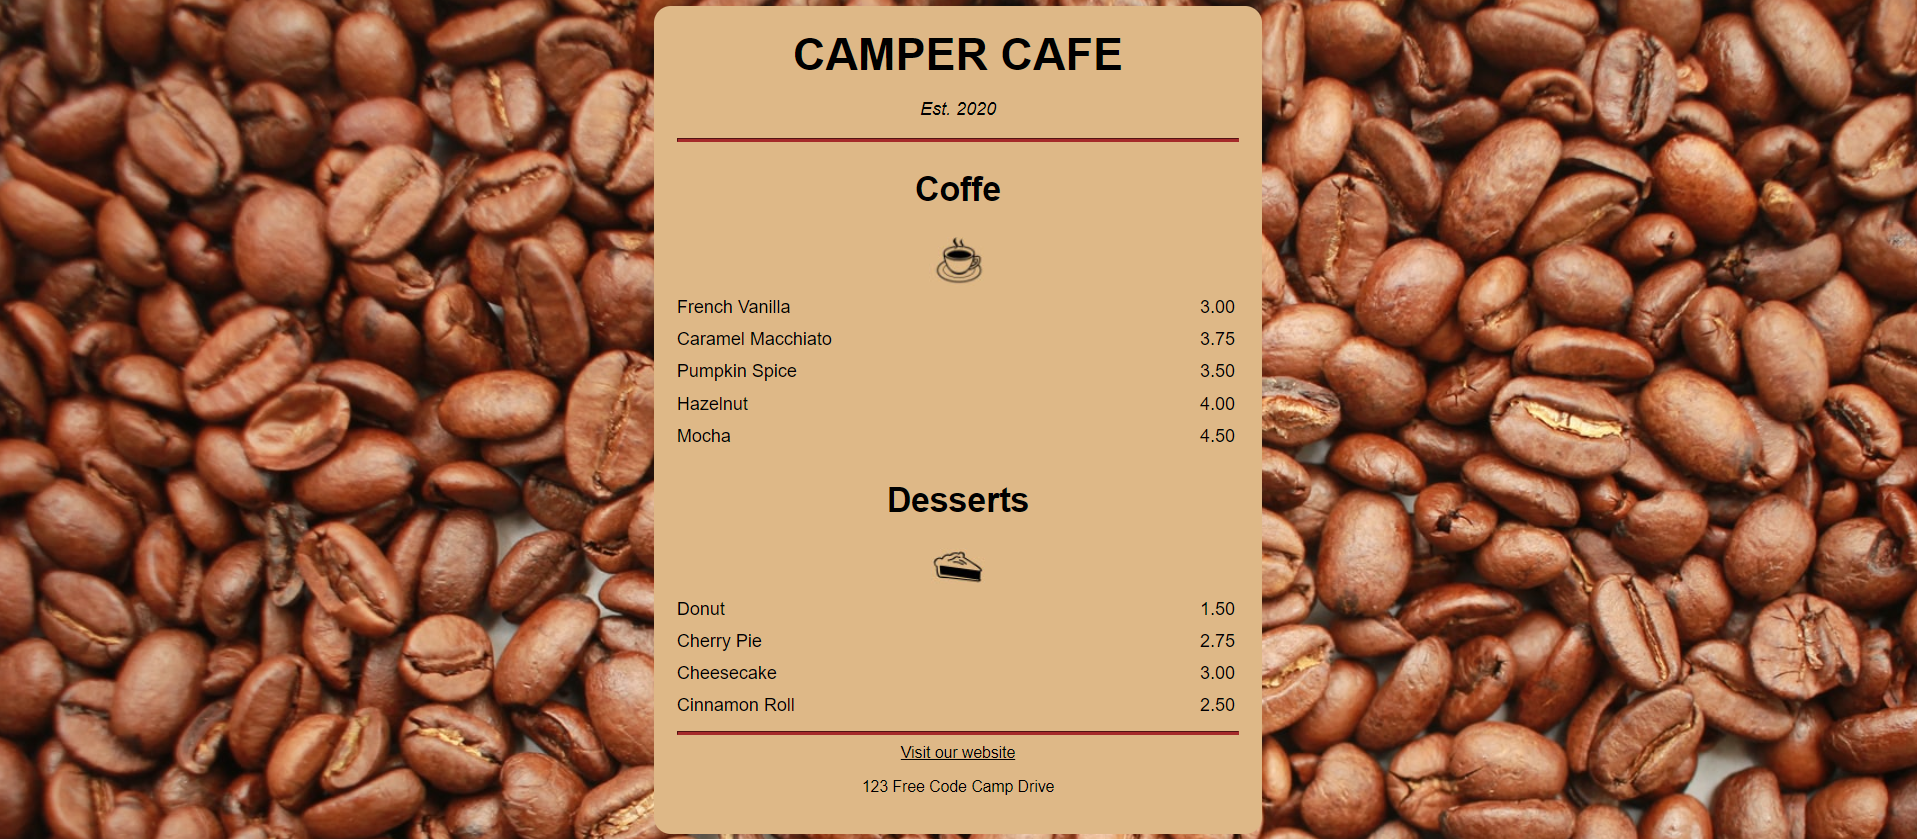 CAMPER CAFE
Est. 2020
Coffe
French Vanilla 3.00
Caramel Macchiato 3.75
Pumpkin Spice 3.50
Hazelnut 4.00
Mocha 4.50
Desserts
Donut 1.50
Cherry Pie 2.75
Cheesecake 3.00
Cinnamon Roll 2.50
Visit our website
123 Free Code Camp Drive